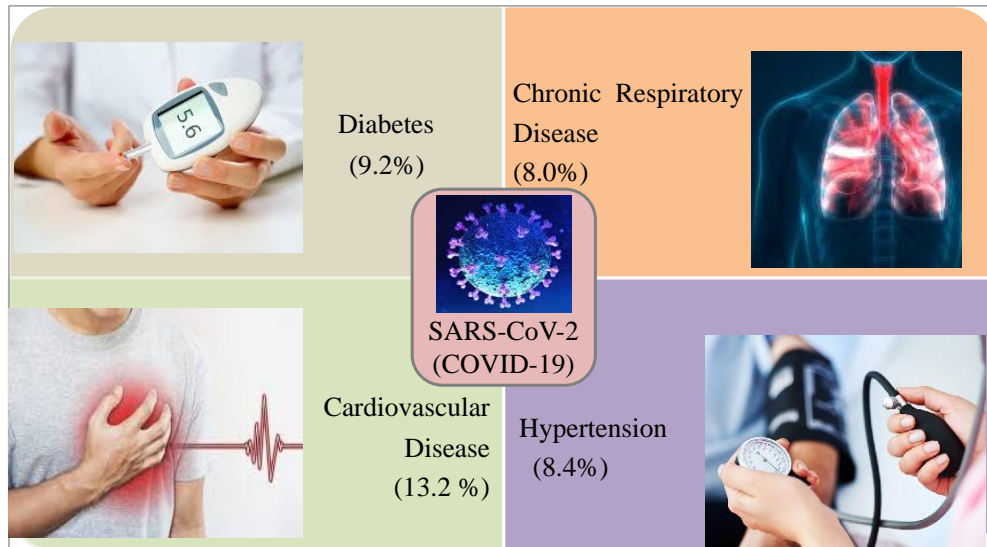 5.6
Diabetes
(9.2%)
Chronic Respiratory
Disease
(8.0%)
SARS-CoV-2
(COVID-19)
Cardiovascular
Disease
(13.2 %)
Hypertension
(8.4%)